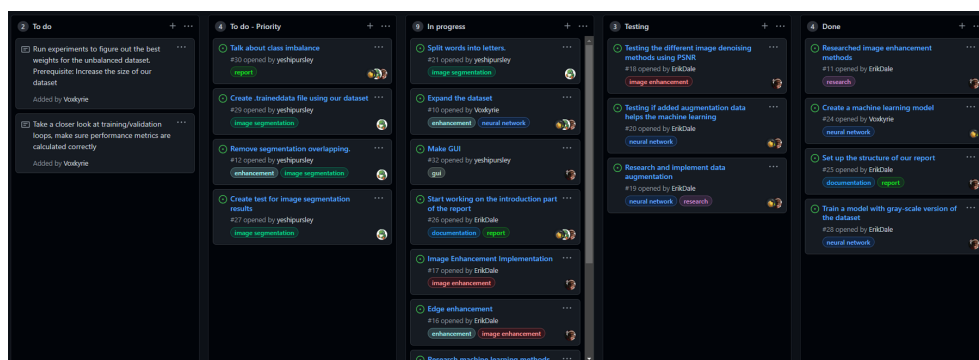 2 To do
Run experiments to figure out the best
weights for the unbalanced dataset.
Prerequisite: Increase the size of our
dataset
Added by Voxkyrie
Take a closer look at training/validation
loops, make sure performance metrics are
calculated correctly
Added by Voxkyrie
4 To do - Priority
Talk about class imbalance
#30 opened by yeshipursley
report
Create .traineddata file using our dataset
#29 opened by yeshipursley
image segmentation
Remove segmentation overlapping.
#12 opened by yeshipursley
enhancement image segmentation
Create test for image segmentation
results
#27 opened by yeshipursley
image segmentation
9 In progress
Split words into letters.
#21 opened by yeshipursley
image segmentation
Expand the dataset
#10 opened by Voxkyrie
enhancement neural network
Make GUI
#32 opened by yeshipursley
gui
Start working on the introduction part
of the report
#26 opened by ErikDale
documentation report
Image Enhancement Implementation
#17 opened by ErikDale
image enhancement
Edge enhancement
#16 opened by ErikDale
enhancement image enhancement
Research machine learning methods
3 Testing
Testing the different image denoising
methods using PSNR
#18 opened by ErikDale
image enhancement
Testing if added augmentation data
helps the machine learning
#20 opened by ErikDale
neural network
Research and implement data
augmentation
#19 opened by ErikDale
neural network research
4 Done
Researched image enhancement
methods
#11 opened by ErikDale
research
Create a machine learning model
#24 opened by Voxkyrie
neural network
Set up the structure of our report
#25 opened by ErikDale
documentation report
Train a model with gray-scale version of
the dataset
#28 opened by ErikDale
neural network